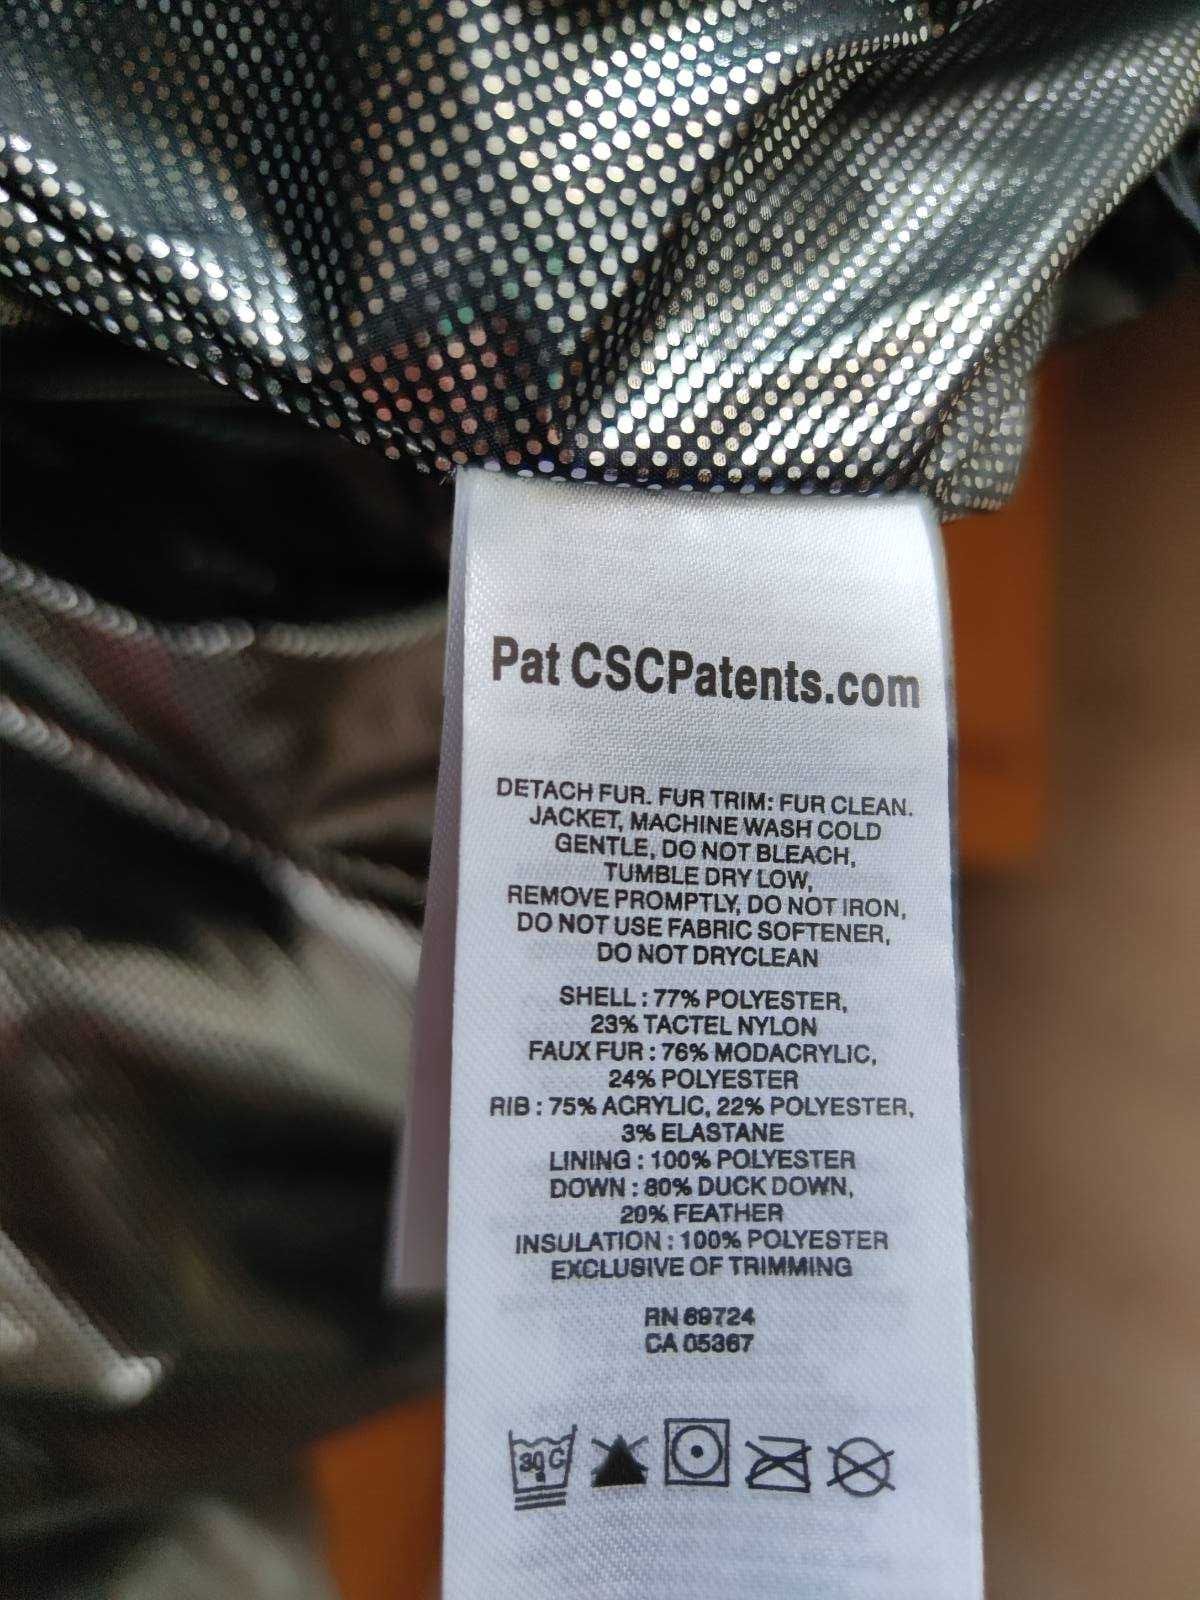 Pat CSCPatents.com
DETACH FUR. FUR TRIM: FUR CLEAN.
JACKET, MACHINE WASH COLD
GENTLE, DO NOT BLEACH,
TUMBLE DRY LOW,
REMOVE PROMPTLY, DO NOT IRON,
DO NOT USE FABRIC SOFTENER,
DO NOT DRYCLEAN
SHELL : 77% POLYESTER,
23% TACTEL NYLON
FAUX FUR : 76% MODACRYLIC,
24% POLYESTER
RIB : 75% ACRYLIC, 22% POLYESTER,
3% ELASTANE
LINING : 100% POLYESTER
DOWN : 80% DUCK DOWN,
20% FEATHER
INSULATION : 100% POLYESTER
EXCLUSIVE OF TRIMMING
RN 69724
CA 05367
30 C